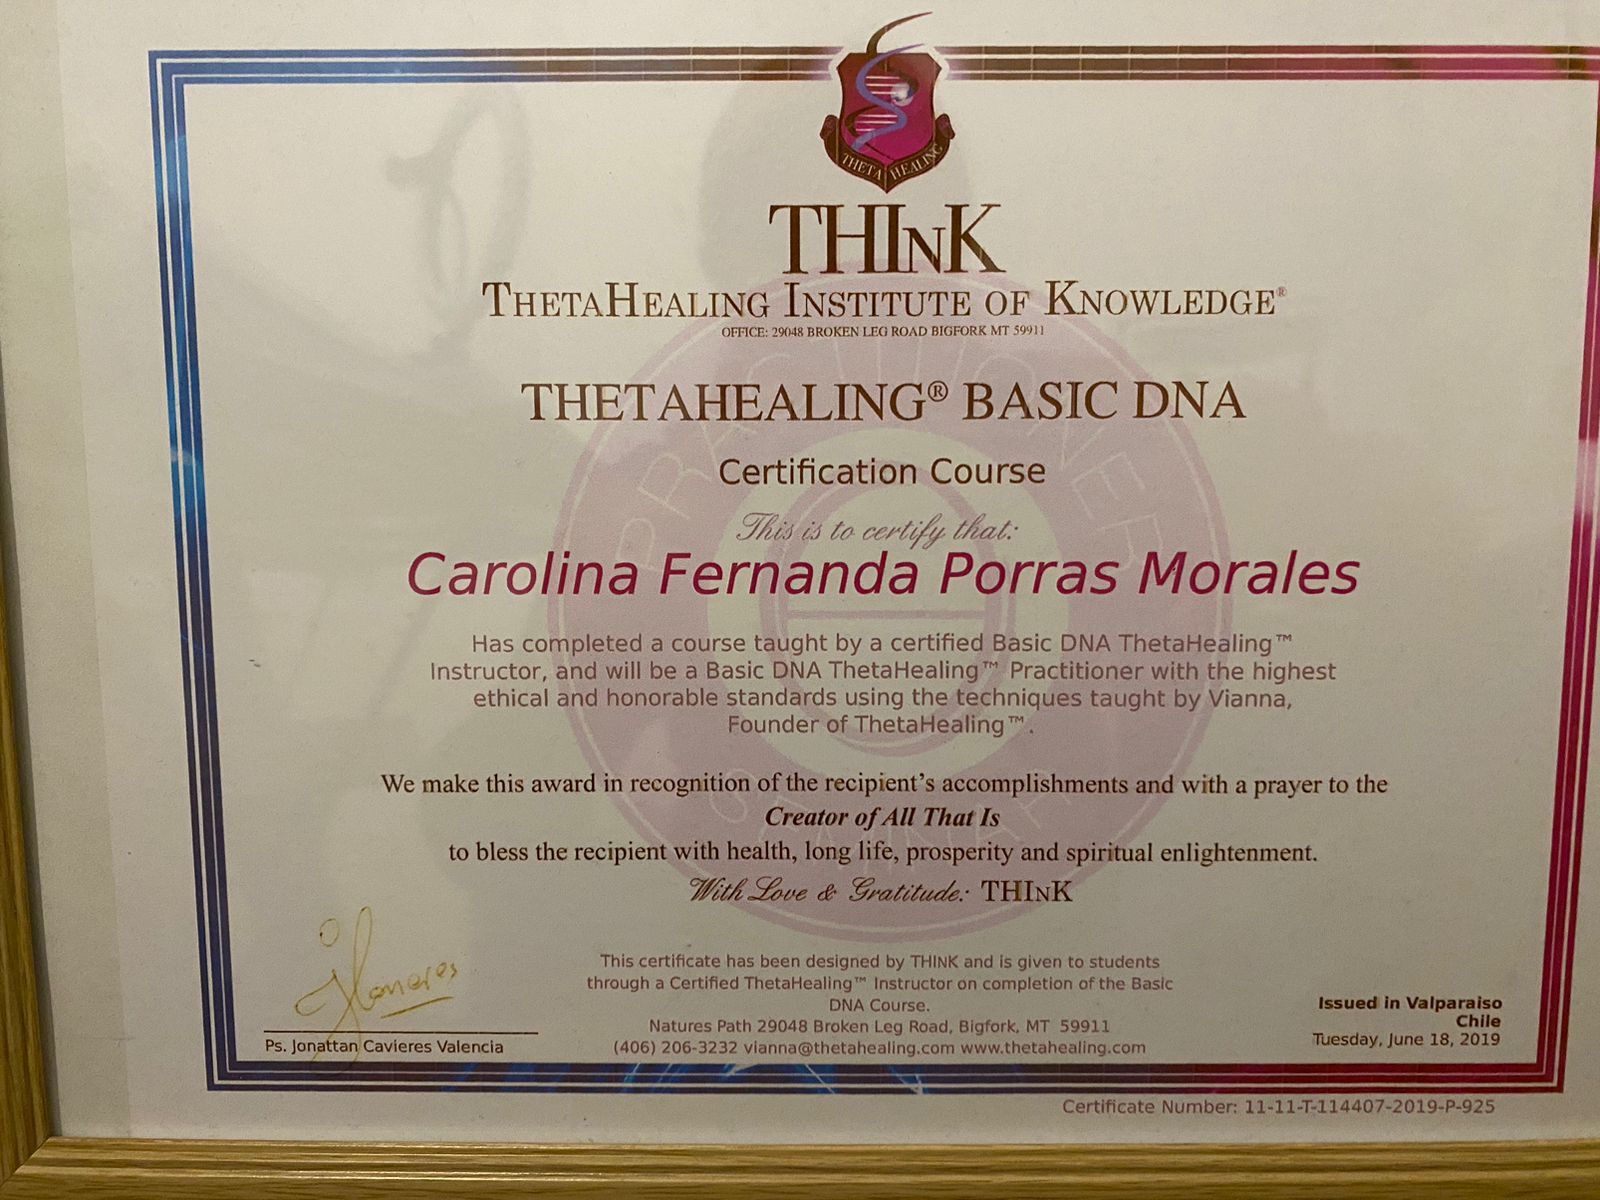 THETA HEALING
THInK
ThetaHealing Institute of Knowledge®
OFFICE: 29048 BROKEN LEG ROAD BIGFORK MT 59911
THETAHEALING® BASIC DNA
Certification Course
This is to certify that:
Carolina Fernanda Porras Morales
Has completed a course taught by a certified Basic DNA ThetaHealing™
Instructor, and will be a Basic DNA ThetaHealing™ Practitioner with the highest
ethical and honorable standards using the techniques taught by Vianna,
Founder of ThetaHealing™.
We make this award in recognition of the recipient's accomplishments and with a prayer to the
Creator of All That Is
to bless the recipient with health, long life, prosperity and spiritual enlightenment.
With Love & Gratitude: THInK
This certificate has been designed by THINK and is given to students
through a Certified ThetaHealing™ Instructor on completion of the Basic
DNA Course.
Natures Path 29048 Broken Leg Road, Bigfork, MT 59911
(406) 206-3232 vianna@thetahealing.com www.thetahealing.com
Ps. Jonattan Cavieres Valencia
Issued in Valparaiso
Chile
Tuesday, June 18, 2019
Certificate Number: 11-11-T-114407-2019-P-925